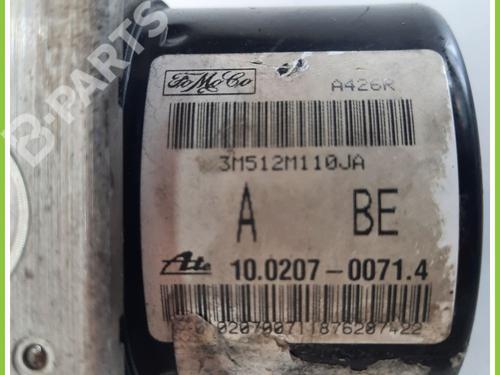 B-PARTS
FoMoCo
A426R
3M512M110JA
A BE
Ate 10.0207-0071.4